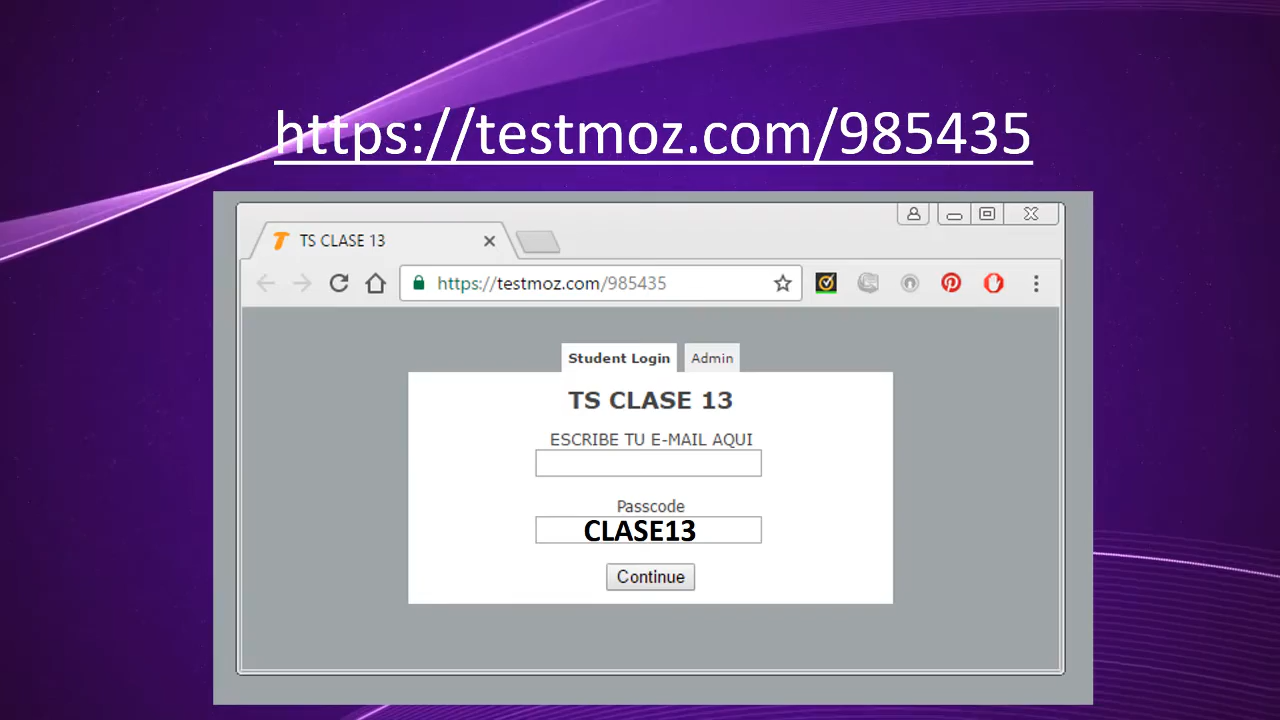 https://testmoz.com/985435
TS CLASE 13
https://testmoz.com/985435
Student Login Admin
TS CLASE 13
ESCRIBE TU E-MAIL AQUI
Passcode
CLASE13
Continue